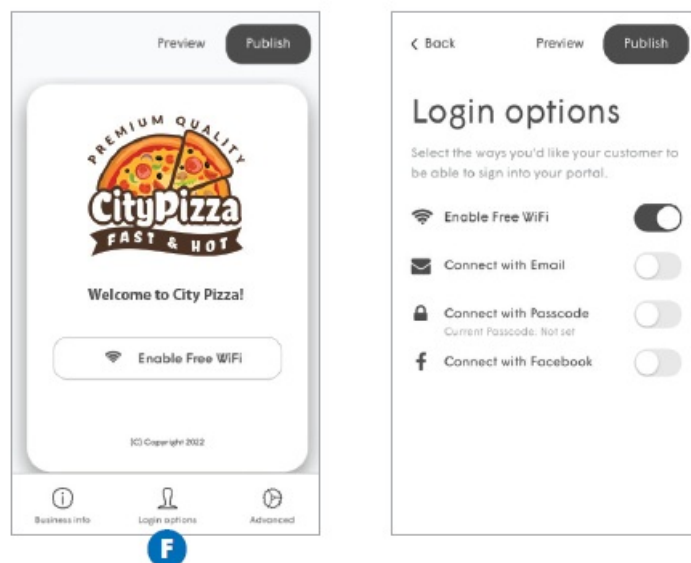 Preview
Publish
PREMIUM QUALITY
CityPizza
FAST & HOT
Welcome to City Pizza!
Enable Free WiFi
(C) Copyright 2022
Business info
Login options
Advanced
F
Back
Preview
Publish
Login options
Select the ways you'd like your customer to
be able to sign into your portal.
Enable Free WiFi
Connect with Email
Connect with Passcode
Current Passcode: Not set
Connect with Facebook